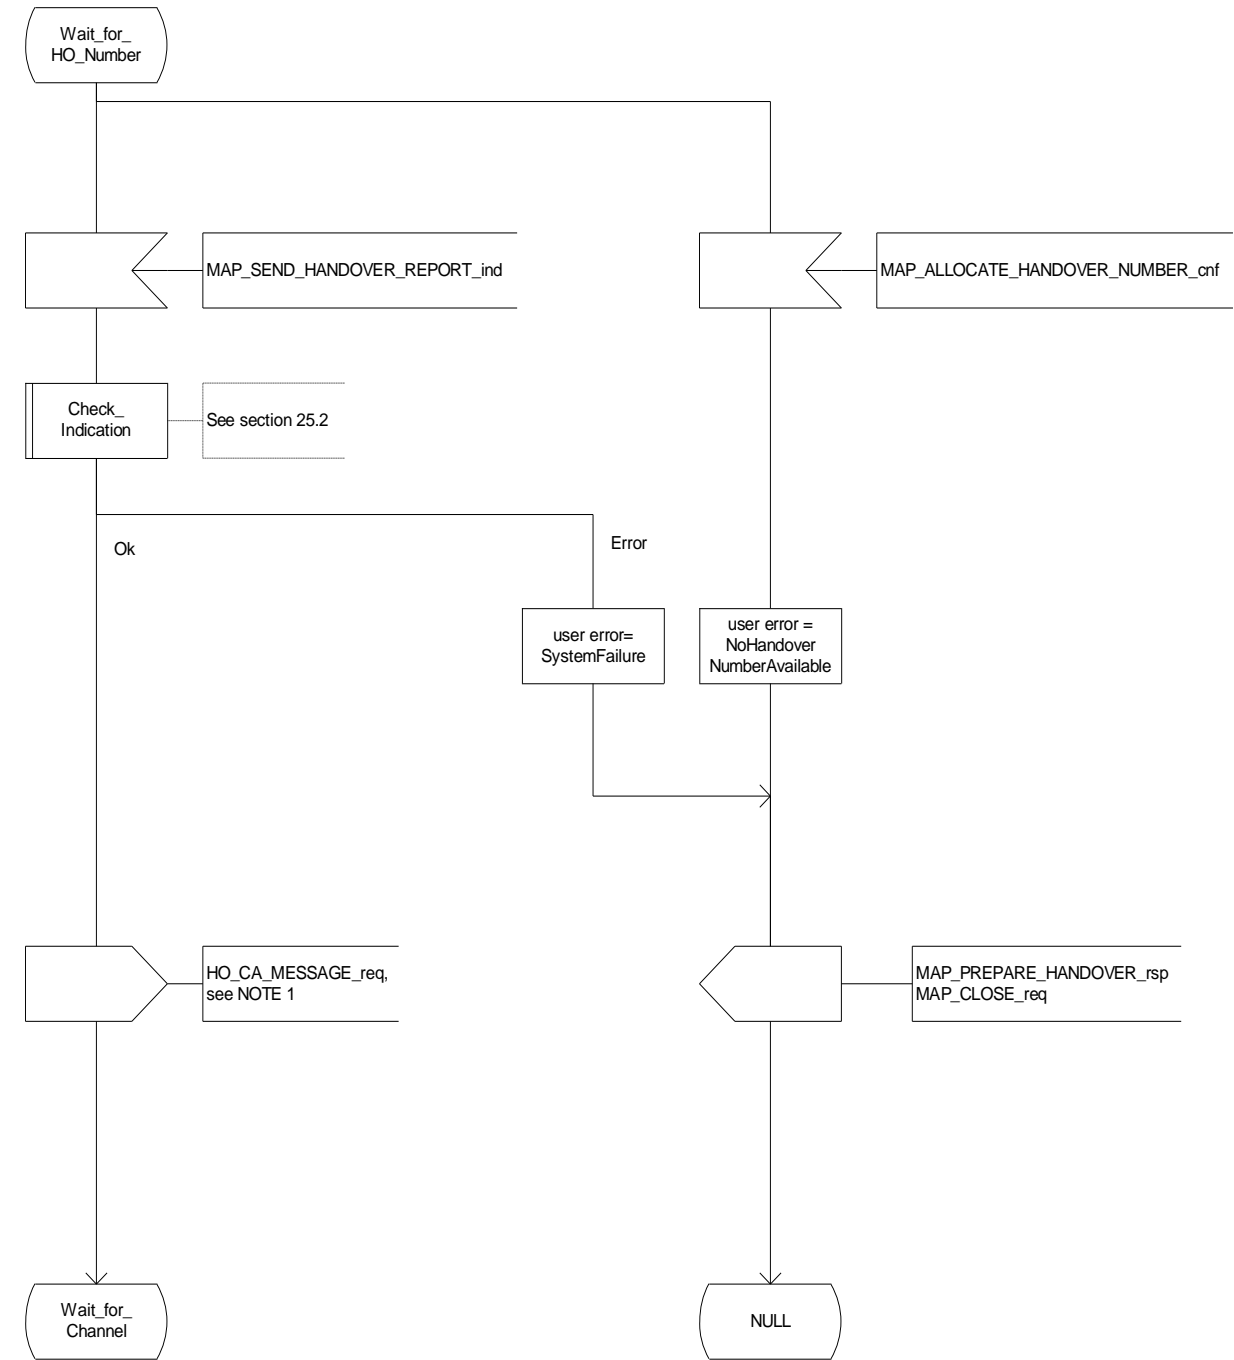 Wait_for_
HO_Number
MAP_SEND_HANDOVER_REPORT_ind
MAP_ALLOCATE_HANDOVER_NUMBER_cnf
Check_
Indication
See section 25.2
Ok
Error
user error=
SystemFailure
user error =
NoHandover
NumberAvailable
HO_CA_MESSAGE_req,
see NOTE 1
MAP_PREPARE_HANDOVER_rsp
MAP_CLOSE_req
Wait_for_
Channel
NULL